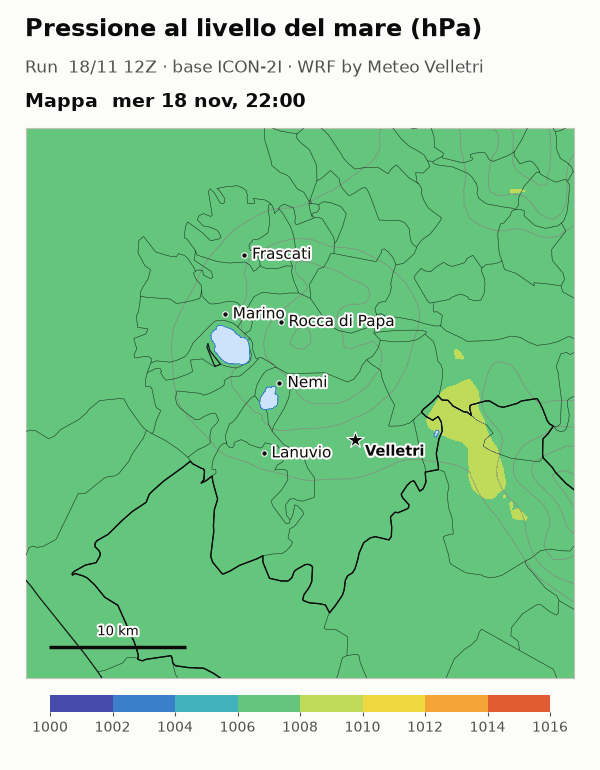 Pressione al livello del mare (hPa)
Run 18/11 12Z · base ICON-2I · WRF by Meteo Velletri
Mappa mer 18 nov, 22:00
Frascati
Marino
Rocca di Papa
Nemi
Velletri
Lanuvio
10 km
1000 1002 1004 1006 1008 1010 1012 1014 1016